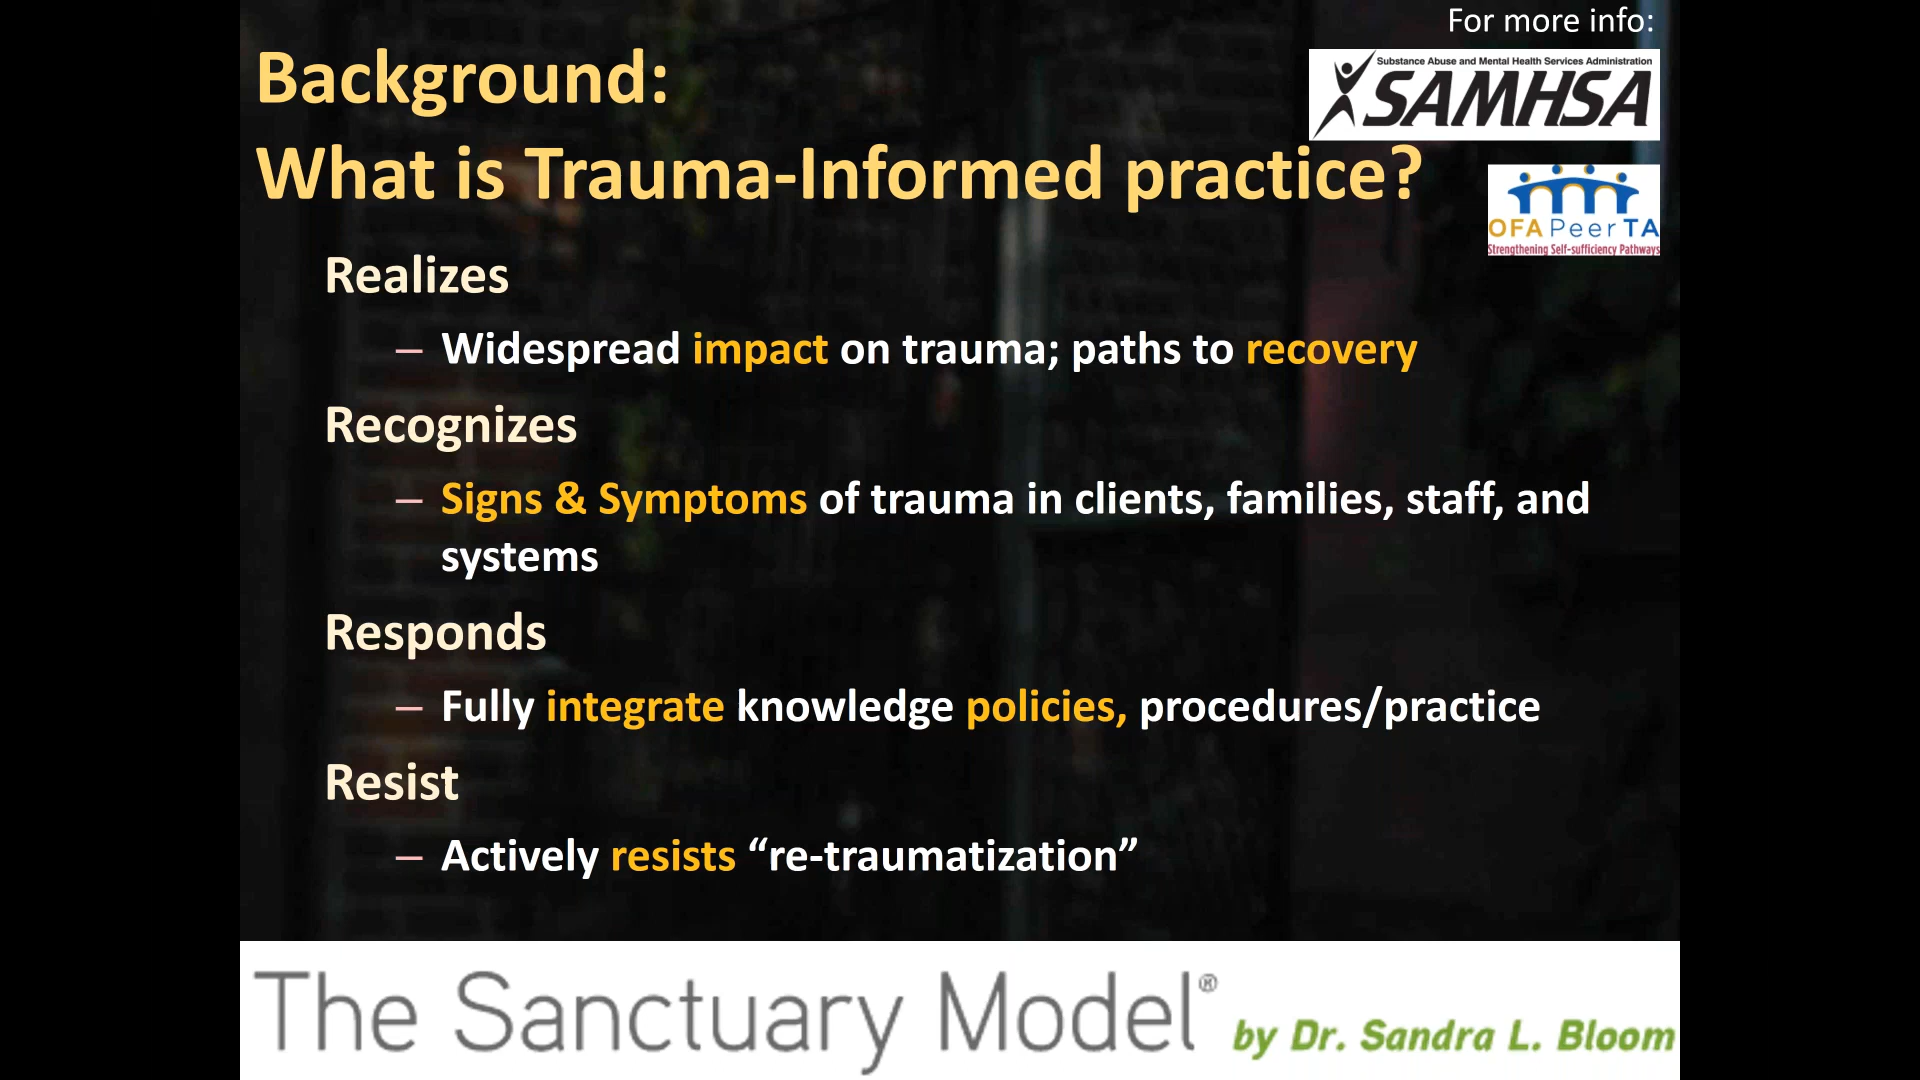 For more info:
Substance Abuse and Mental Health Services Administration
SAMHSA
Background:
What is Trauma-Informed practice?
OFA Peer TA
Strengthening Self-sufficiency Pathways
Realizes
– Widespread impact on trauma; paths to recovery
Recognizes
– Signs & Symptoms of trauma in clients, families, staff, and
systems
Responds
– Fully integrate knowledge policies, procedures/practice
Resist
– Actively resists “re-traumatization”
The Sanctuary Model® by Dr. Sandra L. Bloom